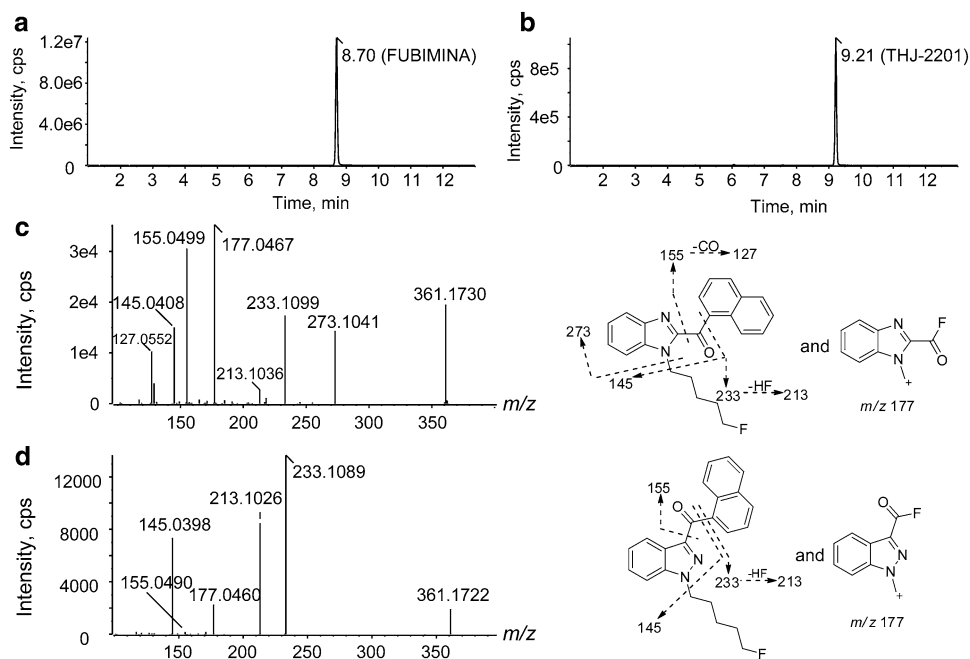 a
Intensity, cps
1.2e7
8.0e6
4.0e6
0
8.70 (FUBIMINA)
2 3 4 5 6 7 8 9 10 11 12
Time, min
b
Intensity, cps
8e5
4e5
0
9.21 (THJ-2201)
2 3 4 5 6 7 8 9 10 11 12
Time, min
c
Intensity, cps
3e4
2e4
1e4
0
155.0499
177.0467
145.0408
127.0552
233.1099
213.1036
273.1041
361.1730
150 200 250 300 350
m/z
155 -CO 127
N
N
O
273
145
233 -HF 213
F
and
N
N
F
O
+
m/z 177
d
Intensity, cps
12000
8000
4000
0
233.1089
213.1026
145.0398
155.0490
177.0460
361.1722
150 200 250 300 350
m/z
155
O
N
N
233 -HF 213
145
F
and
O
F
N
N
+
m/z 177